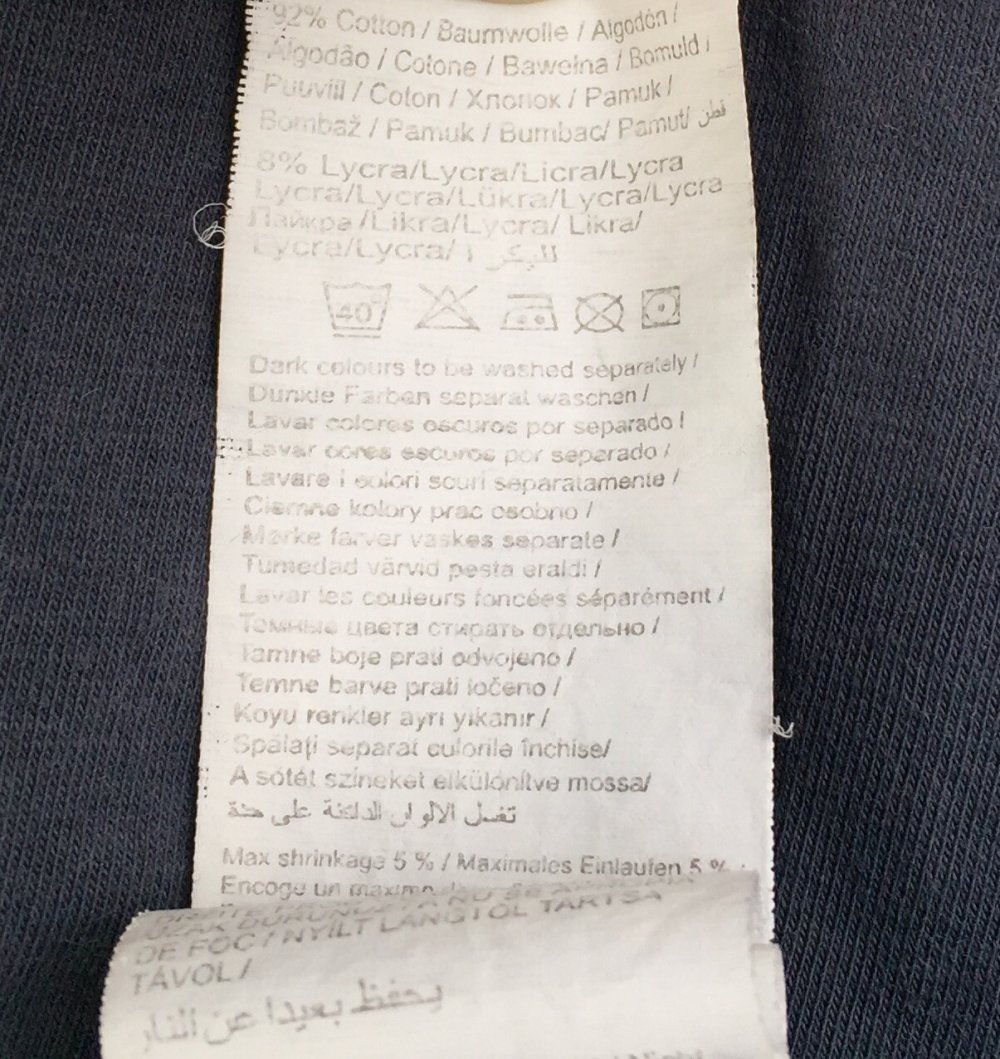 92% Cotton / Baumwolle / Algodón /
Algodão / Cotone / Bawełna / Bomuld /
Puuvill / Coton / Хлопок / Pamuk /
Bombaž / Pamuk / Bumbac/ Pamut/ قطن
8% Lycra/Lycra/Licra/Lycra
Lycra/Lycra/Lükra/Lycra/Lycra
Лайкра /Likra/Lycra/ Likra/
Lycra/Lycra/
40°
Dark colours to be washed separately /
Dunkle Farben separat waschen /
Lavar colores oscuros por separado /
Lavar cores escuros por separado /
Lavare i colori scuri separatamente /
Ciemne kolory prac osobno /
Mørke farver vaskes separate /
Tumedad värvid pesta eraldi /
Laver les couleurs foncées séparément /
Темные цвета стирать отдельно /
Tamne boje prati odvojeno /
Temne barve prati ločeno /
Koyu renkler ayrı yıkanır /
Spălați separat culorile închise/
A sötét színeket elkülönítve mossa/
تغسل الالوان الداكنة على حدة
Max shrinkage 5 % / Maximales Einlaufen 5 %
Encoge un
DE FOC / NYÍLT LÁNGTÓL TARTSA
TÁVOL /
يحفظ بعيدا عن النار